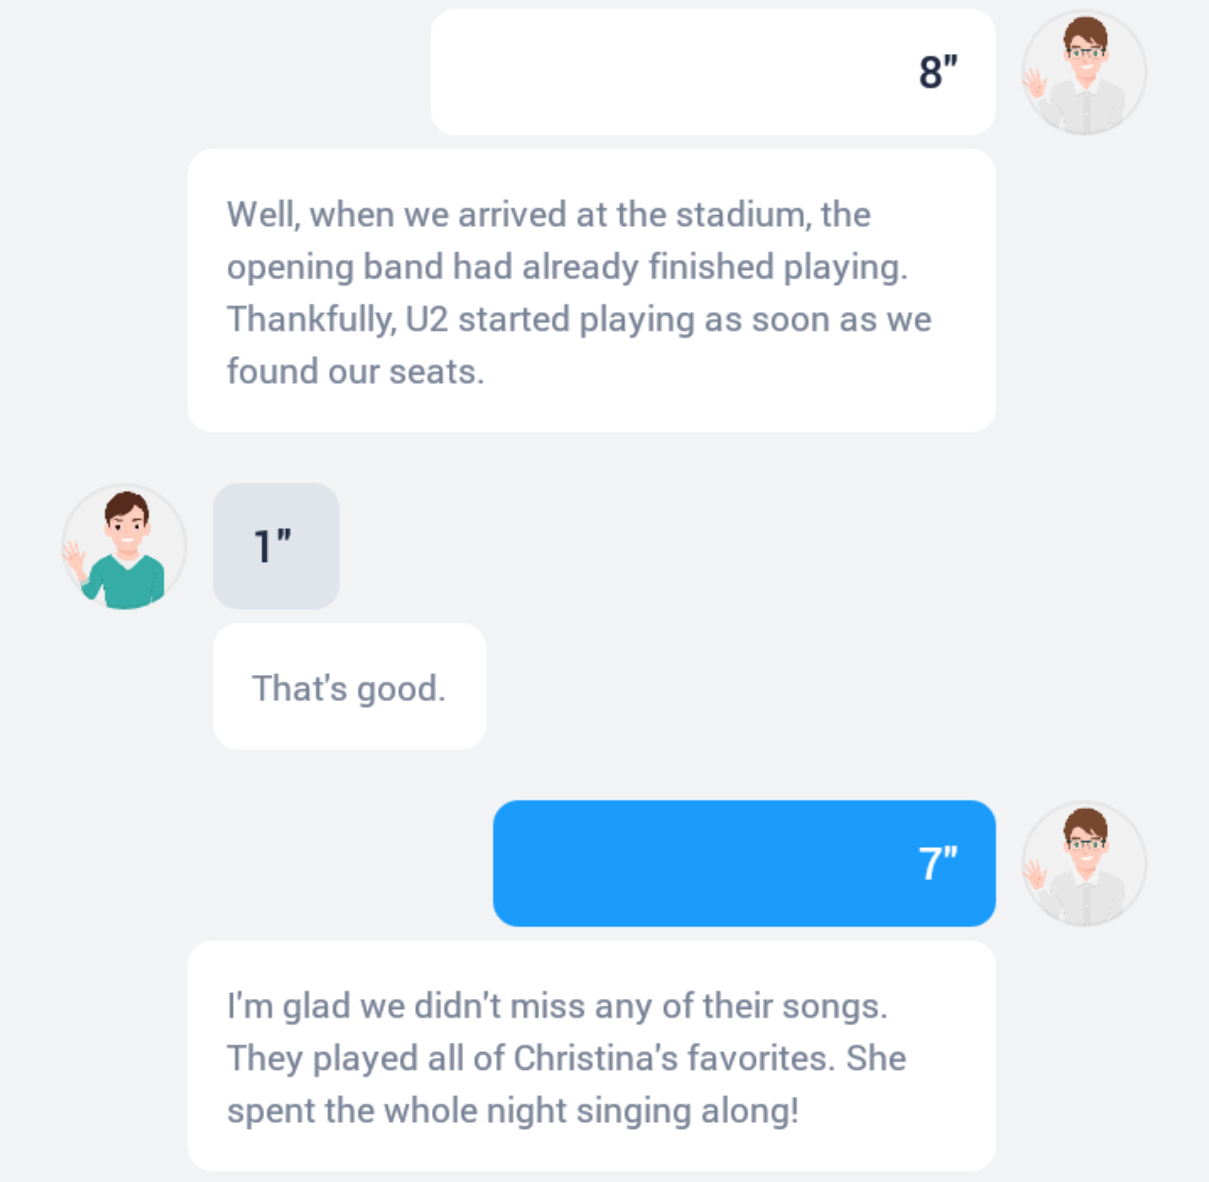 8"
Well, when we arrived at the stadium, the
opening band had already finished playing.
Thankfully, U2 started playing as soon as we
found our seats.
1"
That's good.
7"
I'm glad we didn't miss any of their songs.
They played all of Christina's favorites. She
spent the whole night singing along!